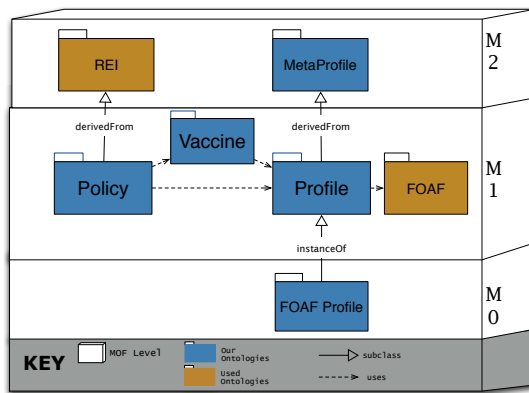 REI
MetaProfile
M
2
derivedFrom
derivedFrom
Vaccine
Policy
Profile
FOAF
M
1
instanceOf
FOAF Profile
M
0
KEY
MOF Level
Our
Ontologies
subclass
Used
Ontologies
uses